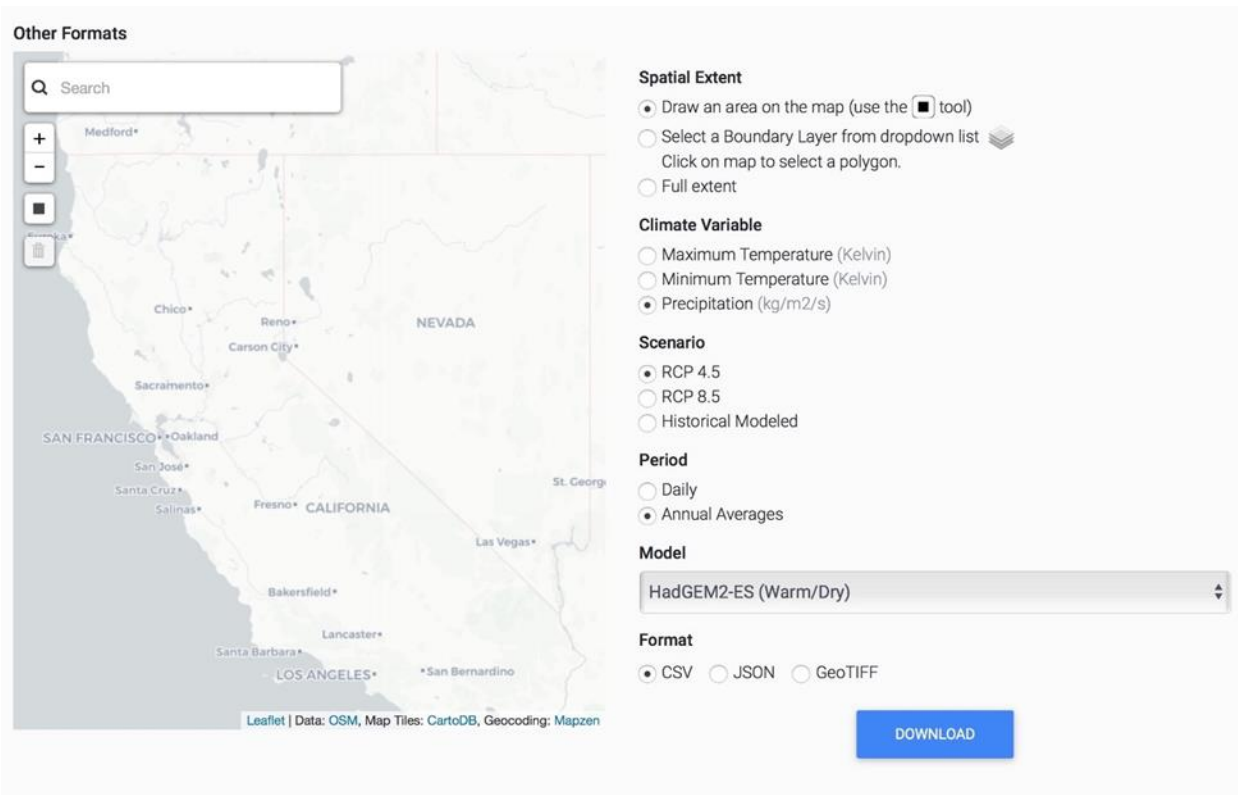 Other Formats
Search
+
−
Medford
Eureka
Chico
Reno
NEVADA
Carson City
Sacramento
SAN FRANCISCO
Oakland
San José
St. Georg
Santa Cruz
Fresno
CALIFORNIA
Salinas
Las Vegas
Bakersfield
Lancaster
Santa Barbara
LOS ANGELES
San Bernardino
Leaflet | Data: OSM, Map Tiles: CartoDB, Geocoding: Mapzen
Spatial Extent
Draw an area on the map (use the tool)
Select a Boundary Layer from dropdown list
Click on map to select a polygon.
Full extent
Climate Variable
Maximum Temperature (Kelvin)
Minimum Temperature (Kelvin)
Precipitation (kg/m2/s)
Scenario
RCP 4.5
RCP 8.5
Historical Modeled
Period
Daily
Annual Averages
Model
HadGEM2-ES (Warm/Dry)
Format
CSV JSON GeoTIFF
DOWNLOAD